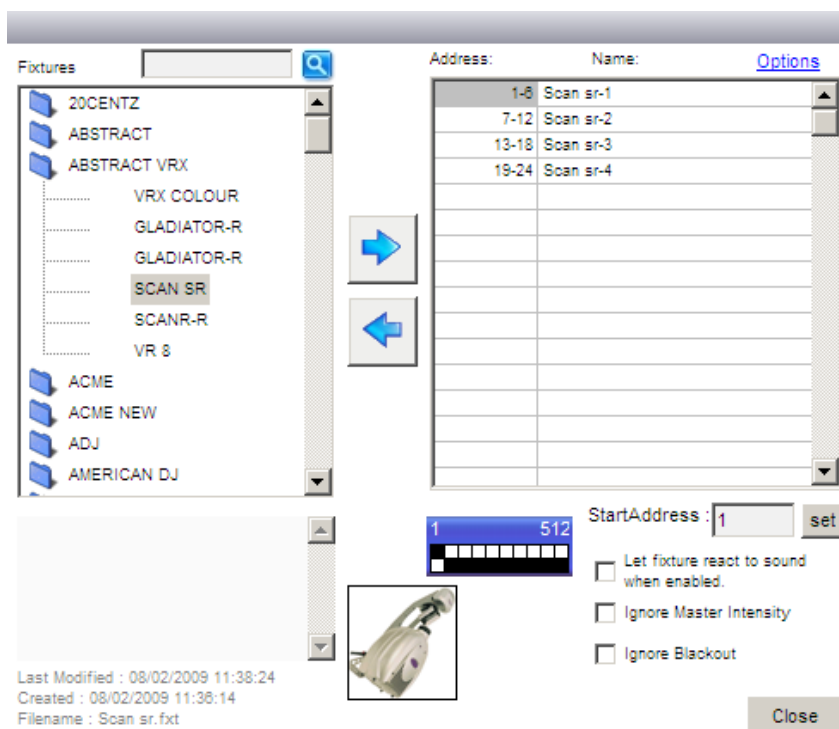 Fixtures
20CENTZ
ABSTRACT
ABSTRACT VRX
VRX COLOUR
GLADIATOR-R
GLADIATOR-R
SCAN SR
SCANR-R
VR 8
ACME
ACME NEW
ADJ
AMERICAN DJ
Address: Name: Options
1-6 Scan sr-1
7-12 Scan sr-2
13-18 Scan sr-3
19-24 Scan sr-4
1 512
StartAddress : 1 set
Let fixture react to sound
when enabled.
Ignore Master Intensity
Ignore Blackout
Last Modified : 08/02/2009 11:38:24
Created : 08/02/2009 11:36:14
Filename : Scan sr.fxt
Close